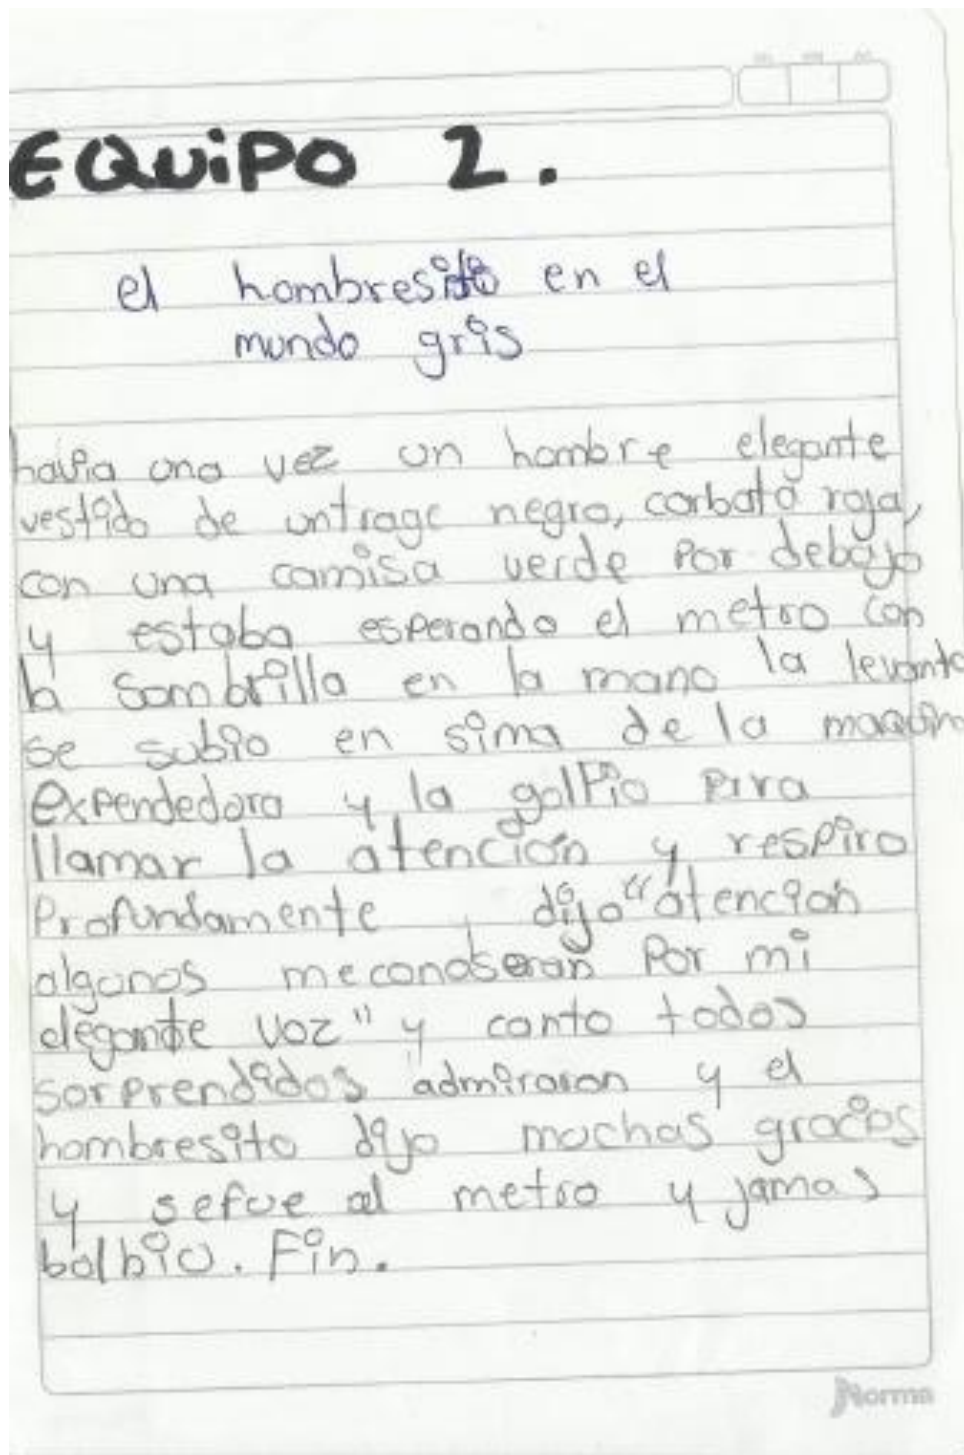 EQUiPO 2.
el hombresito en el
mundo gris
havia una vez un hombre elegante
vestido de untrage negro, corbata roja,
con una camisa verde por debajo
y estaba esperando el metro con
la sombrilla en la mano la levanto
se subio en sima de la maquin
expendedora y la golpio para
llamar la atención y respiro
Profundamente, dijo "atencion
algunos meconoseran por mi
elegante voz" y canto todos
sorprendidos admiraron y el
hombresito dijo muchas gracias
y sefue al metro y jamas
bolbio. Fin.
Norma